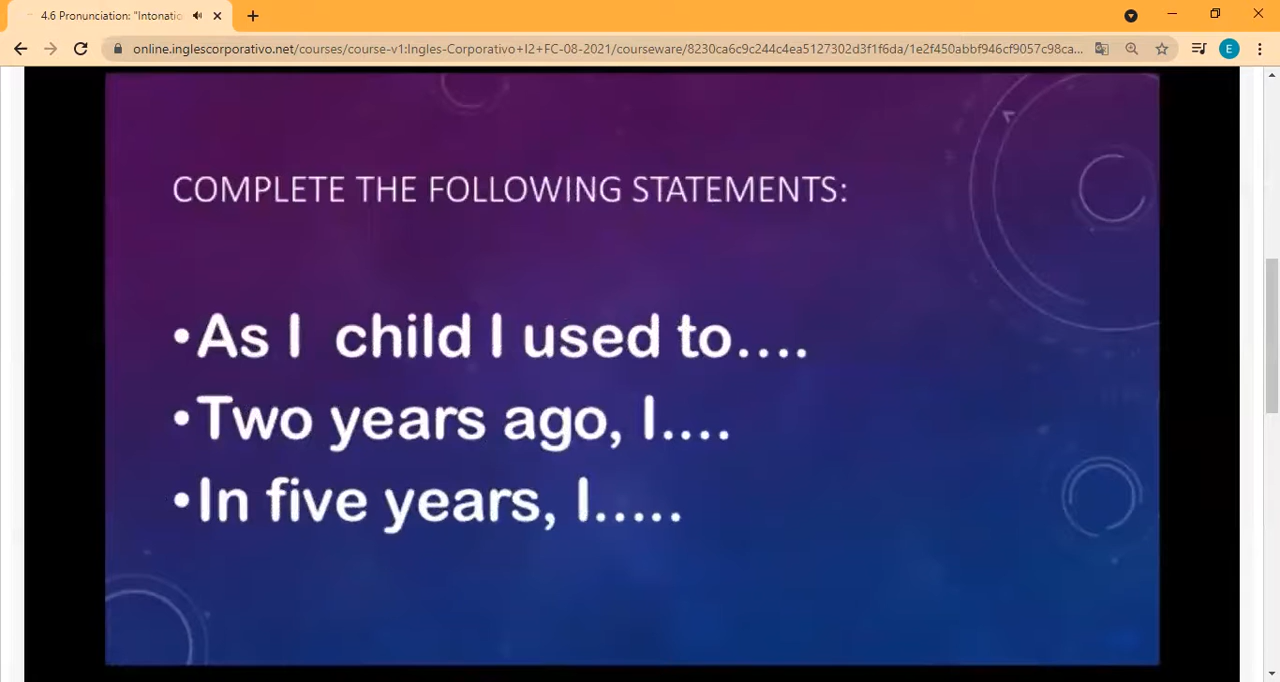 4.6 Pronunciation: "Intonatio
online.inglescorporativo.net/courses/course-v1:Ingles-Corporativo+I2+FC-08-2021/courseware/8230ca6c9c244c4ea5127302d3f1f6da/1e2f450abbf946cf9057c98ca...
E
COMPLETE THE FOLLOWING STATEMENTS:
•As I child I used to....
•Two years ago, I....
•In five years, I.....